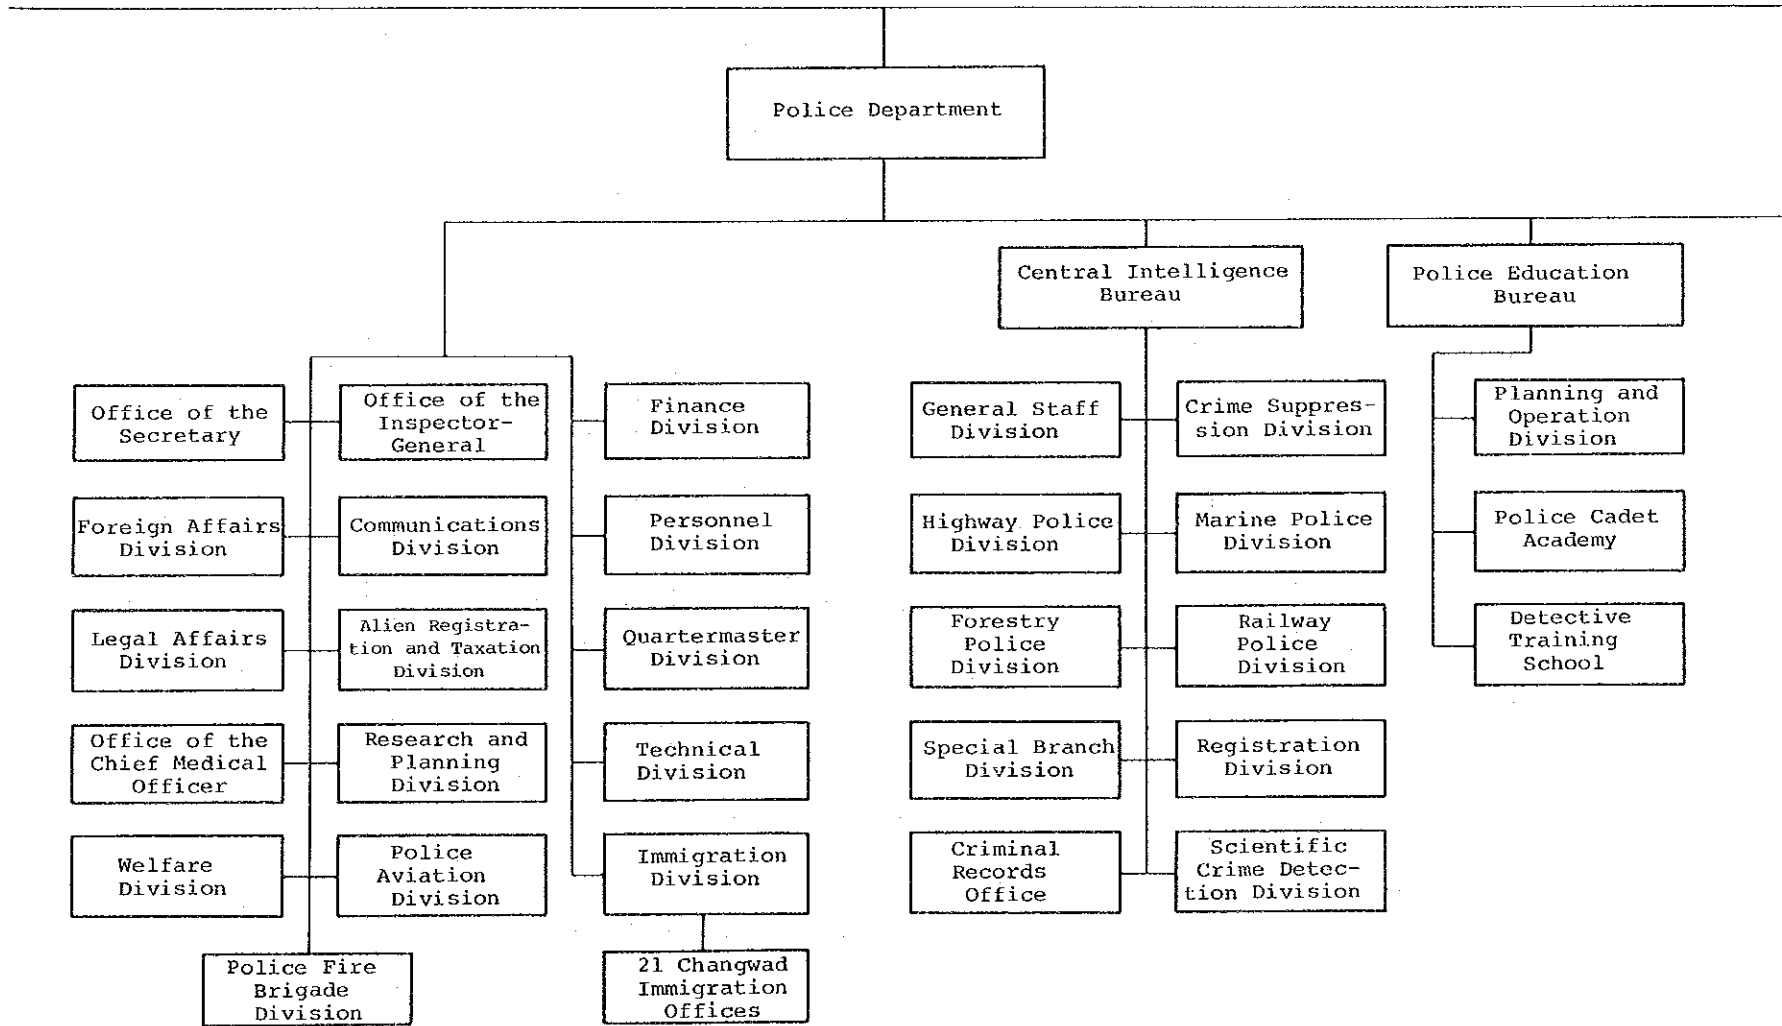 Police Department
Central Intelligence
Bureau
Police Education
Bureau
Office of the
Secretary
Office of the
Inspector-
General
Finance
Division
General Staff
Division
Crime Suppres-
sion Division
Planning and
Operation
Division
Foreign Affairs
Division
Communications
Division
Personnel
Division
Highway Police
Division
Marine Police
Division
Police Cadet
Academy
Legal Affairs
Division
Alien Registra-
tion and Taxation
Division
Quartermaster
Division
Forestry
Police
Division
Railway
Police
Division
Detective
Training
School
Office of the
Chief Medical
Officer
Research and
Planning
Division
Technical
Division
Special Branch
Division
Registration
Division
Welfare
Division
Police
Aviation
Division
Immigration
Division
Criminal
Records
Office
Scientific
Crime Detec-
tion Division
Police Fire
Brigade
Division
21 Changwad
Immigration
Offices